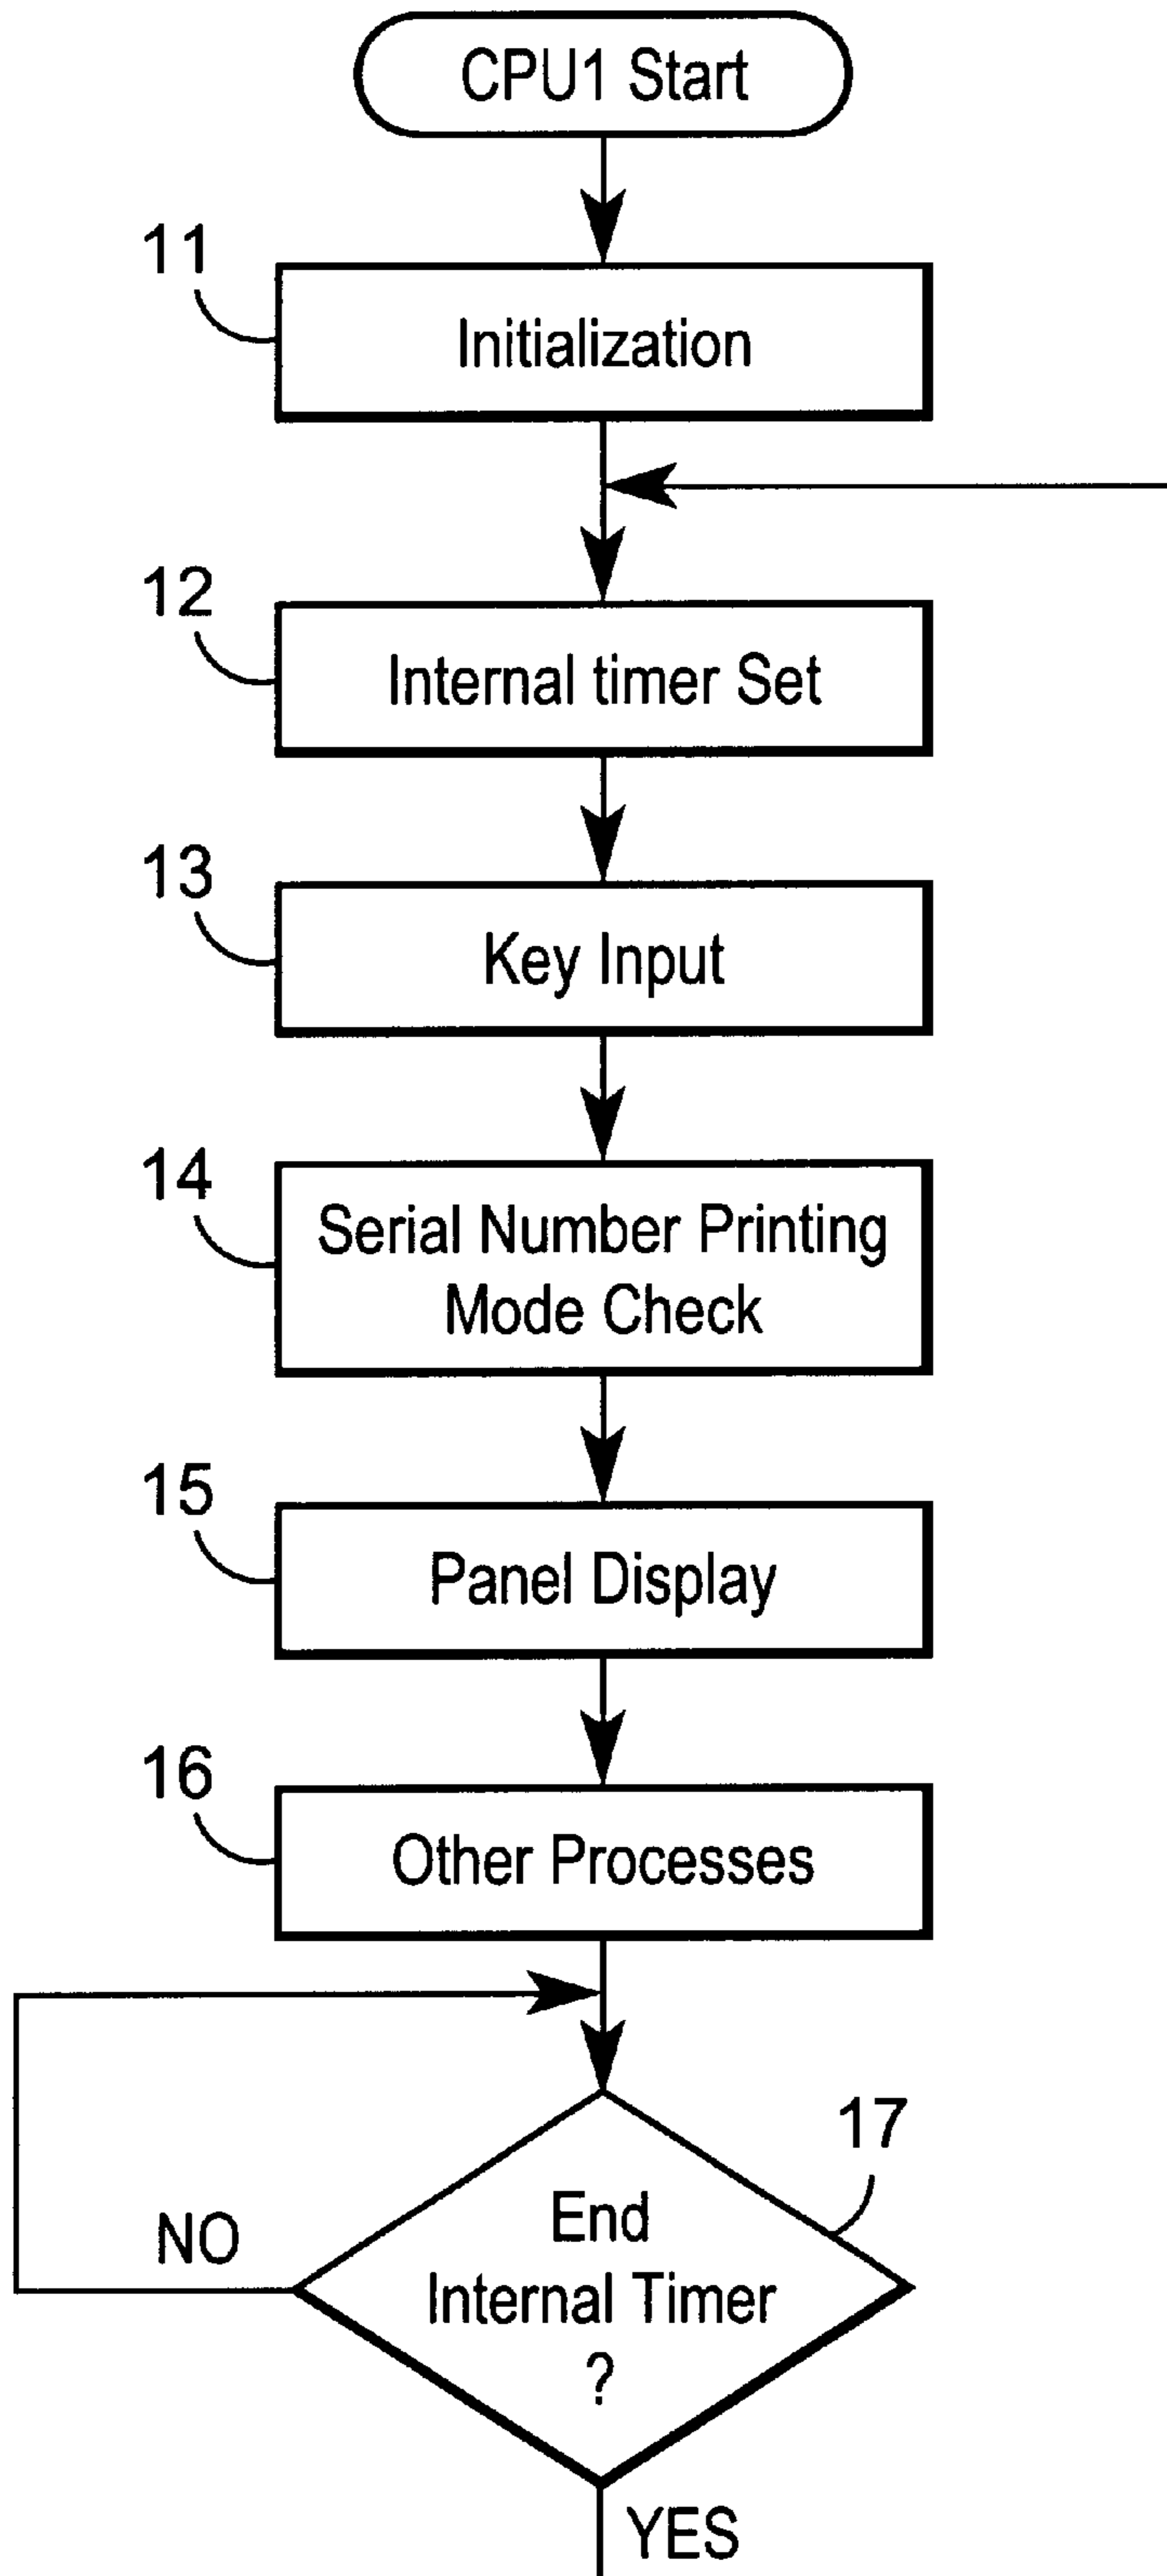 CPU1 Start
11
Initialization
12
Internal timer Set
13
Key Input
14
Serial Number Printing
Mode Check
15
Panel Display
16
Other Processes
17
End
Internal Timer
?
NO
YES